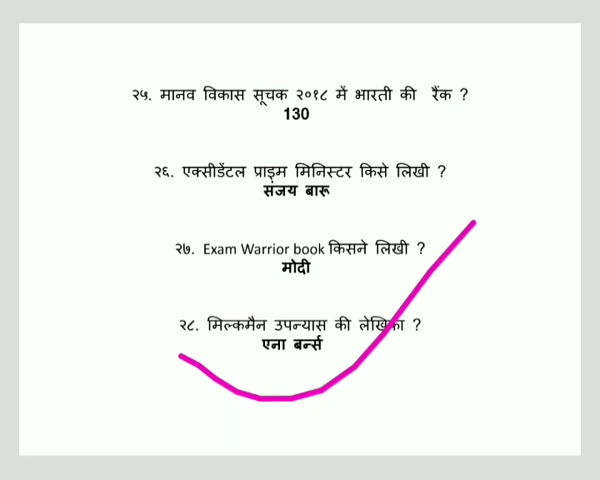 २५. मानव विकास सूचक २०१८ में भारती की रैंक ?
130
२६. एक्सीडेंटल प्राइम मिनिस्टर किसे लिखी ?
संजय बारू
२७. Exam Warrior book किसने लिखी ?
मोदी
२८. मिल्कमैन उपन्यास की लेखिका ?
एना बर्न्स